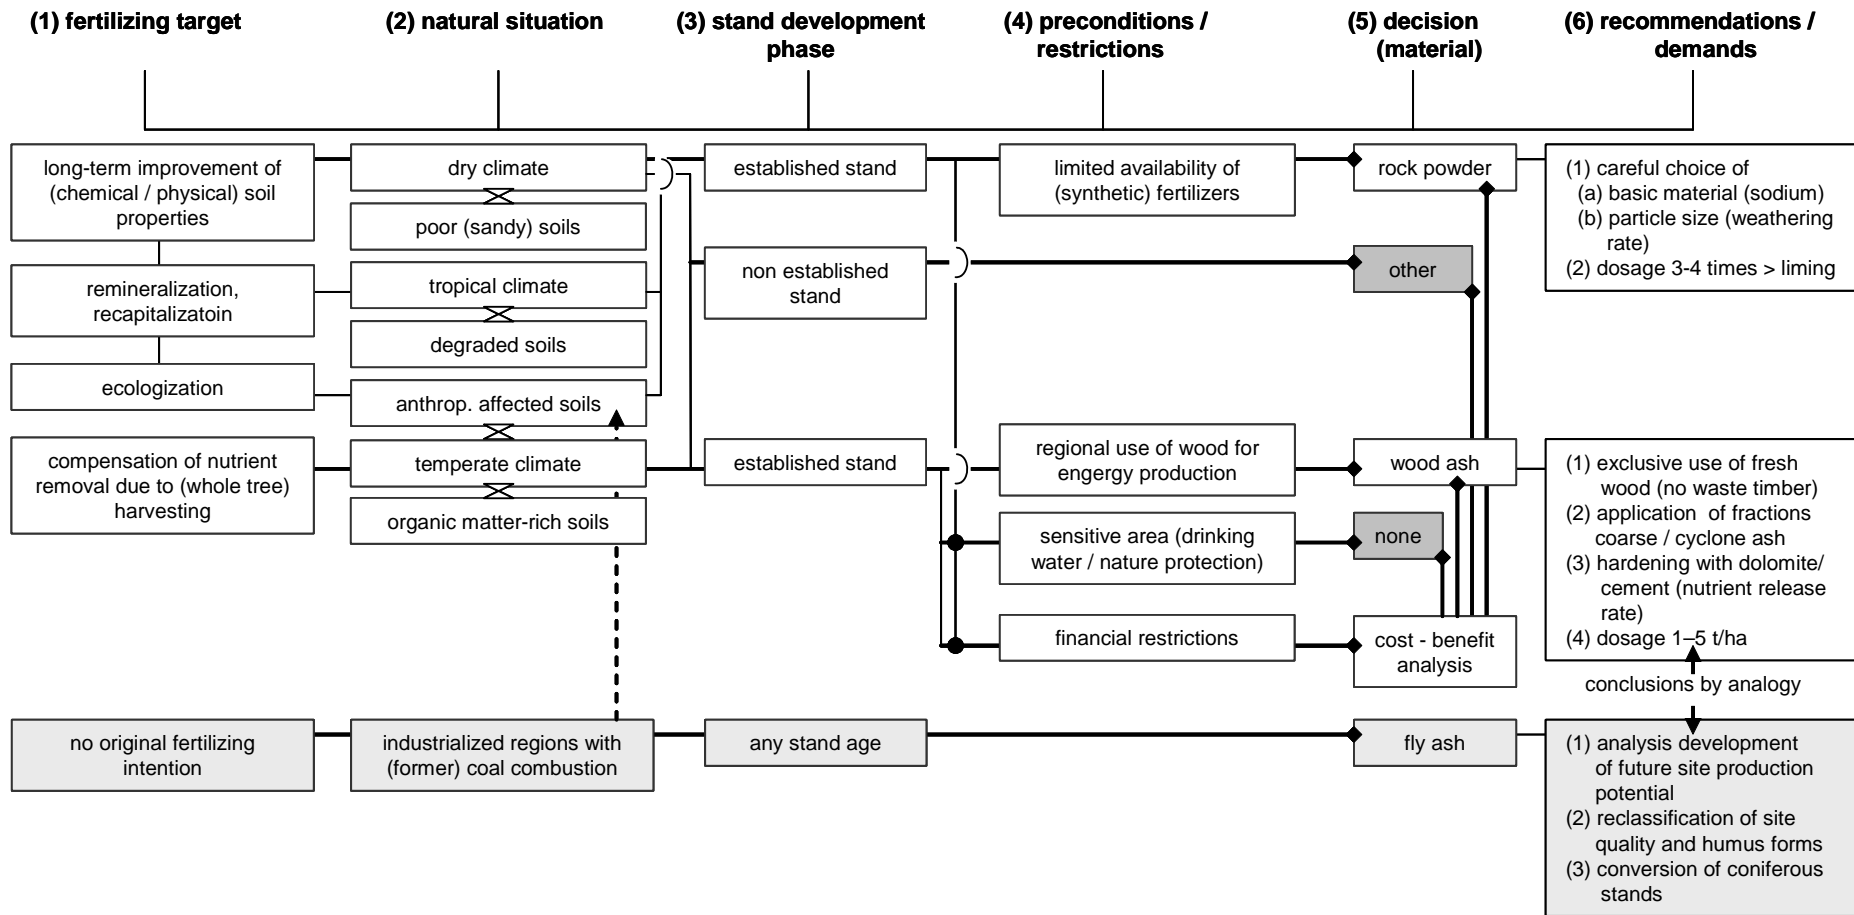 (1) fertilizing target
(2) natural situation
(3) stand development
phase
(4) preconditions /
restrictions
(5) decision
(material)
(6) recommendations /
demands
long-term improvement of
(chemical / physical) soil
properties
remineralization,
recapitalizatoin
ecologization
compensation of nutrient
removal due to (whole tree)
harvesting
no original fertilizing
intention
dry climate
poor (sandy) soils
tropical climate
degraded soils
anthrop. affected soils
temperate climate
organic matter-rich soils
industrialized regions with
(former) coal combustion
established stand
non established
stand
established stand
any stand age
limited availability of
(synthetic) fertilizers
regional use of wood for
engergy production
sensitive area (drinking
water / nature protection)
financial restrictions
rock powder
other
wood ash
none
cost - benefit
analysis
fly ash
(1) careful choice of
(a) basic material (sodium)
(b) particle size (weathering
rate)
(2) dosage 3-4 times > liming
(1) exclusive use of fresh
wood (no waste timber)
(2) application of fractions
coarse / cyclone ash
(3) hardening with dolomite/
cement (nutrient release
rate)
(4) dosage 1–5 t/ha
conclusions by analogy
(1) analysis development
of future site production
potential
(2) reclassification of site
quality and humus forms
(3) conversion of coniferous
stands